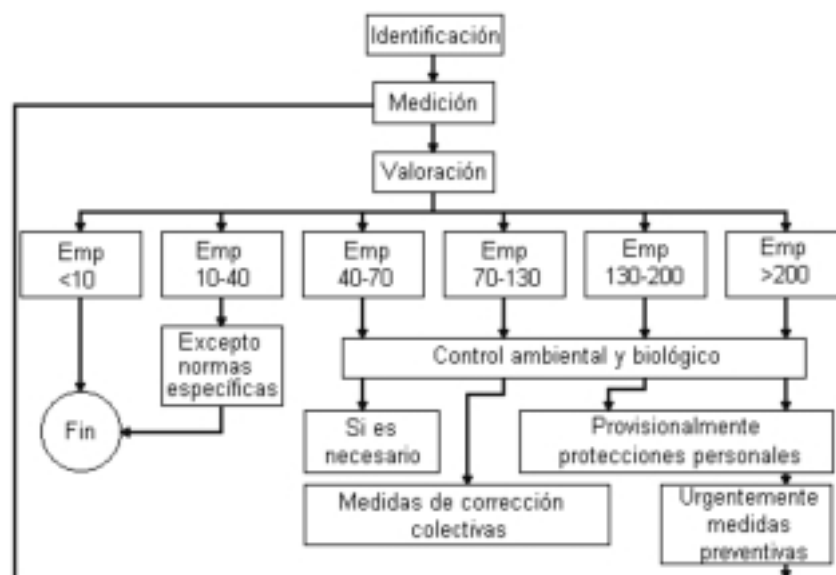 Identificación
Medición
Valoración
Emp
<10
Emp
10-40
Emp
40-70
Emp
70-130
Emp
130-200
Emp
>200
Excepto
normas
específicas
Control ambiental y biológico
Fin
Si es
necesario
Provisionalmente
protecciones personales
Medidas de corrección
colectivas
Urgentemente
medidas
preventivas